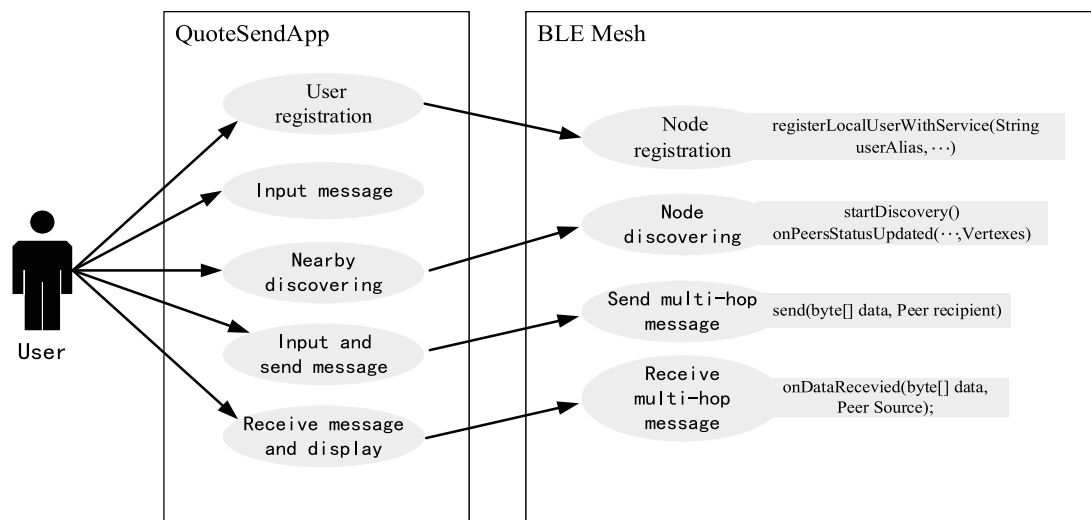 QuoteSendApp
BLE Mesh
User
registration
Input message
Nearby
discovering
Input and
send message
Receive message
and display
User
Node
registration
registerLocalUserWithService(String
userAlias, ⋯)
Node
discovering
startDiscovery()
onPeersStatusUpdated(⋯,Vertexes)
Send multi-hop
message
send(byte[] data, Peer recipient)
Receive
multi-hop
message
onDataRecevied(byte[] data,
Peer Source);